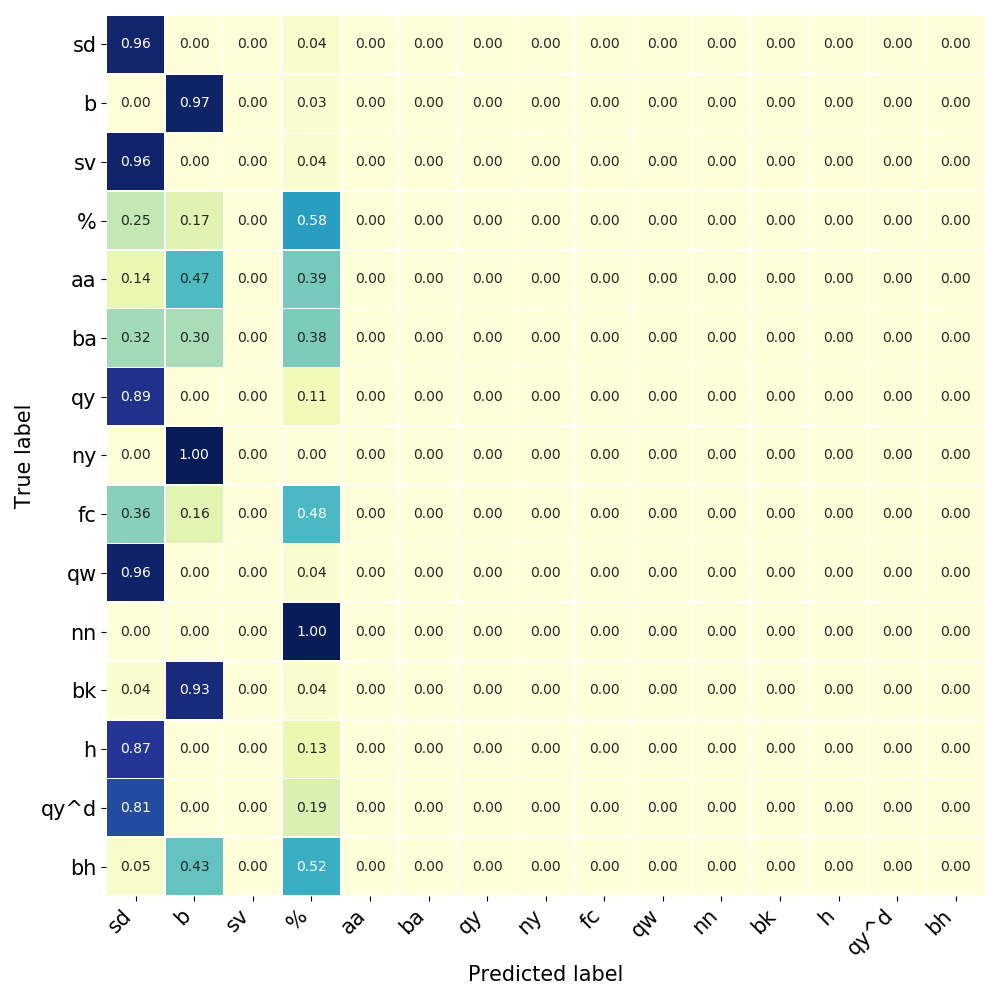 sd 0.96 0.00 0.00 0.04 0.00 0.00 0.00 0.00 0.00 0.00 0.00 0.00 0.00 0.00 0.00
b 0.00 0.97 0.00 0.03 0.00 0.00 0.00 0.00 0.00 0.00 0.00 0.00 0.00 0.00 0.00
sv 0.96 0.00 0.00 0.04 0.00 0.00 0.00 0.00 0.00 0.00 0.00 0.00 0.00 0.00 0.00
% 0.25 0.17 0.00 0.58 0.00 0.00 0.00 0.00 0.00 0.00 0.00 0.00 0.00 0.00 0.00
aa 0.14 0.47 0.00 0.39 0.00 0.00 0.00 0.00 0.00 0.00 0.00 0.00 0.00 0.00 0.00
ba 0.32 0.30 0.00 0.38 0.00 0.00 0.00 0.00 0.00 0.00 0.00 0.00 0.00 0.00 0.00
qy 0.89 0.00 0.00 0.11 0.00 0.00 0.00 0.00 0.00 0.00 0.00 0.00 0.00 0.00 0.00
ny 0.00 1.00 0.00 0.00 0.00 0.00 0.00 0.00 0.00 0.00 0.00 0.00 0.00 0.00 0.00
fc 0.36 0.16 0.00 0.48 0.00 0.00 0.00 0.00 0.00 0.00 0.00 0.00 0.00 0.00 0.00
qw 0.96 0.00 0.00 0.04 0.00 0.00 0.00 0.00 0.00 0.00 0.00 0.00 0.00 0.00 0.00
nn 0.00 0.00 0.00 1.00 0.00 0.00 0.00 0.00 0.00 0.00 0.00 0.00 0.00 0.00 0.00
bk 0.04 0.93 0.00 0.04 0.00 0.00 0.00 0.00 0.00 0.00 0.00 0.00 0.00 0.00 0.00
h 0.87 0.00 0.00 0.13 0.00 0.00 0.00 0.00 0.00 0.00 0.00 0.00 0.00 0.00 0.00
qy^d 0.81 0.00 0.00 0.19 0.00 0.00 0.00 0.00 0.00 0.00 0.00 0.00 0.00 0.00 0.00
bh 0.05 0.43 0.00 0.52 0.00 0.00 0.00 0.00 0.00 0.00 0.00 0.00 0.00 0.00 0.00
sd b sv % aa ba qy ny fc qw nn bk h qy^d bh
Predicted label
True label